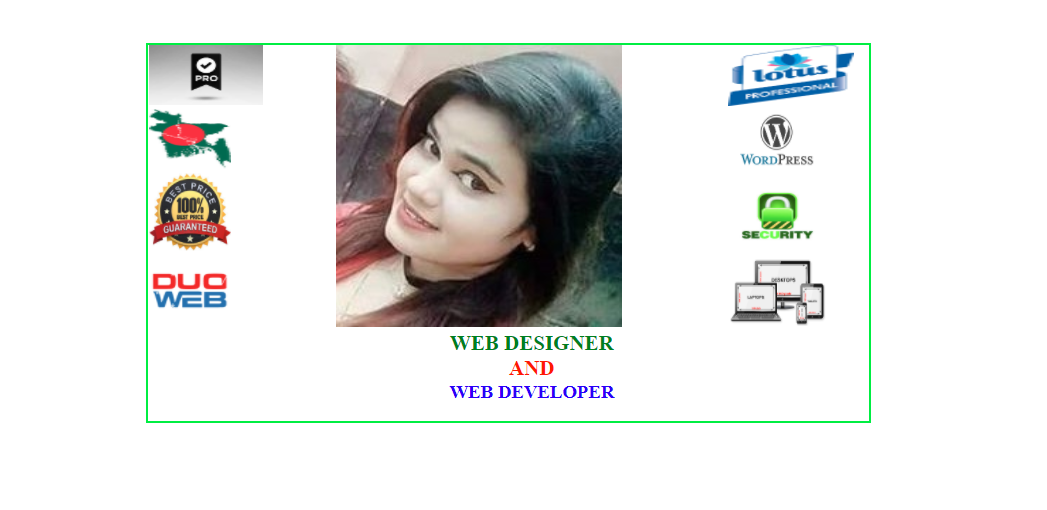 PRO
BEST PRICE
100%
BEST PRICE
GUARANTEED
DUO
WEB
lotus
PROFESSIONAL
W
WORDPRESS
SECURITY
DESKTOPS
LAPTOPS
WEB DESIGNER
AND
WEB DEVELOPER